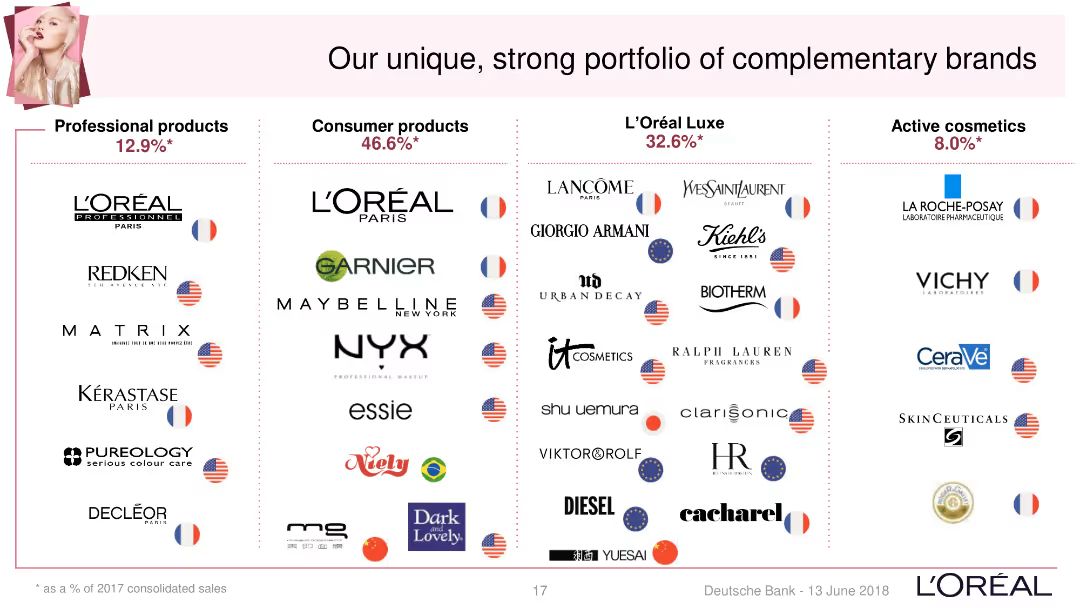 Our unique, strong portfolio of complementary brands
Professional products
12.9%*
L'ORÉAL
PROFESSIONNEL
PARIS
REDKEN
5TH AVENUE NYC
MATRIX
KÉRASTASE
PARIS
PUREOLOGY
serious colour care
DECLÉOR
PARIS
Consumer products
46.6%*
L'ORÉAL
PARIS
GARNIER
MAYBELLINE
NEW YORK
NYX
PROFESSIONAL MAKEUP
essie
Niely
mg
Dark
and
Lovely
L'Oréal Luxe
32.6%*
LANCÔME
PARIS
YVESSAINTLAURENT
BEAUTÉ
GIORGIO ARMANI
Kiehl's
SINCE 1851
UD
URBAN DECAY
BIOTHERM
it COSMETICS
RALPH LAUREN
FRAGRANCES
shu uemura
clarisonic
VIKTOR&ROLF
HR
DIESEL
cacharel
YUESAI
Active cosmetics
8.0%*
LA ROCHE-POSAY
LABORATOIRE PHARMACEUTIQUE
VICHY
LABORATOIRES
CeraVe
SKINCEUTICALS
* as a % of 2017 consolidated sales
17
Deutsche Bank - 13 June 2018
L'ORÉAL